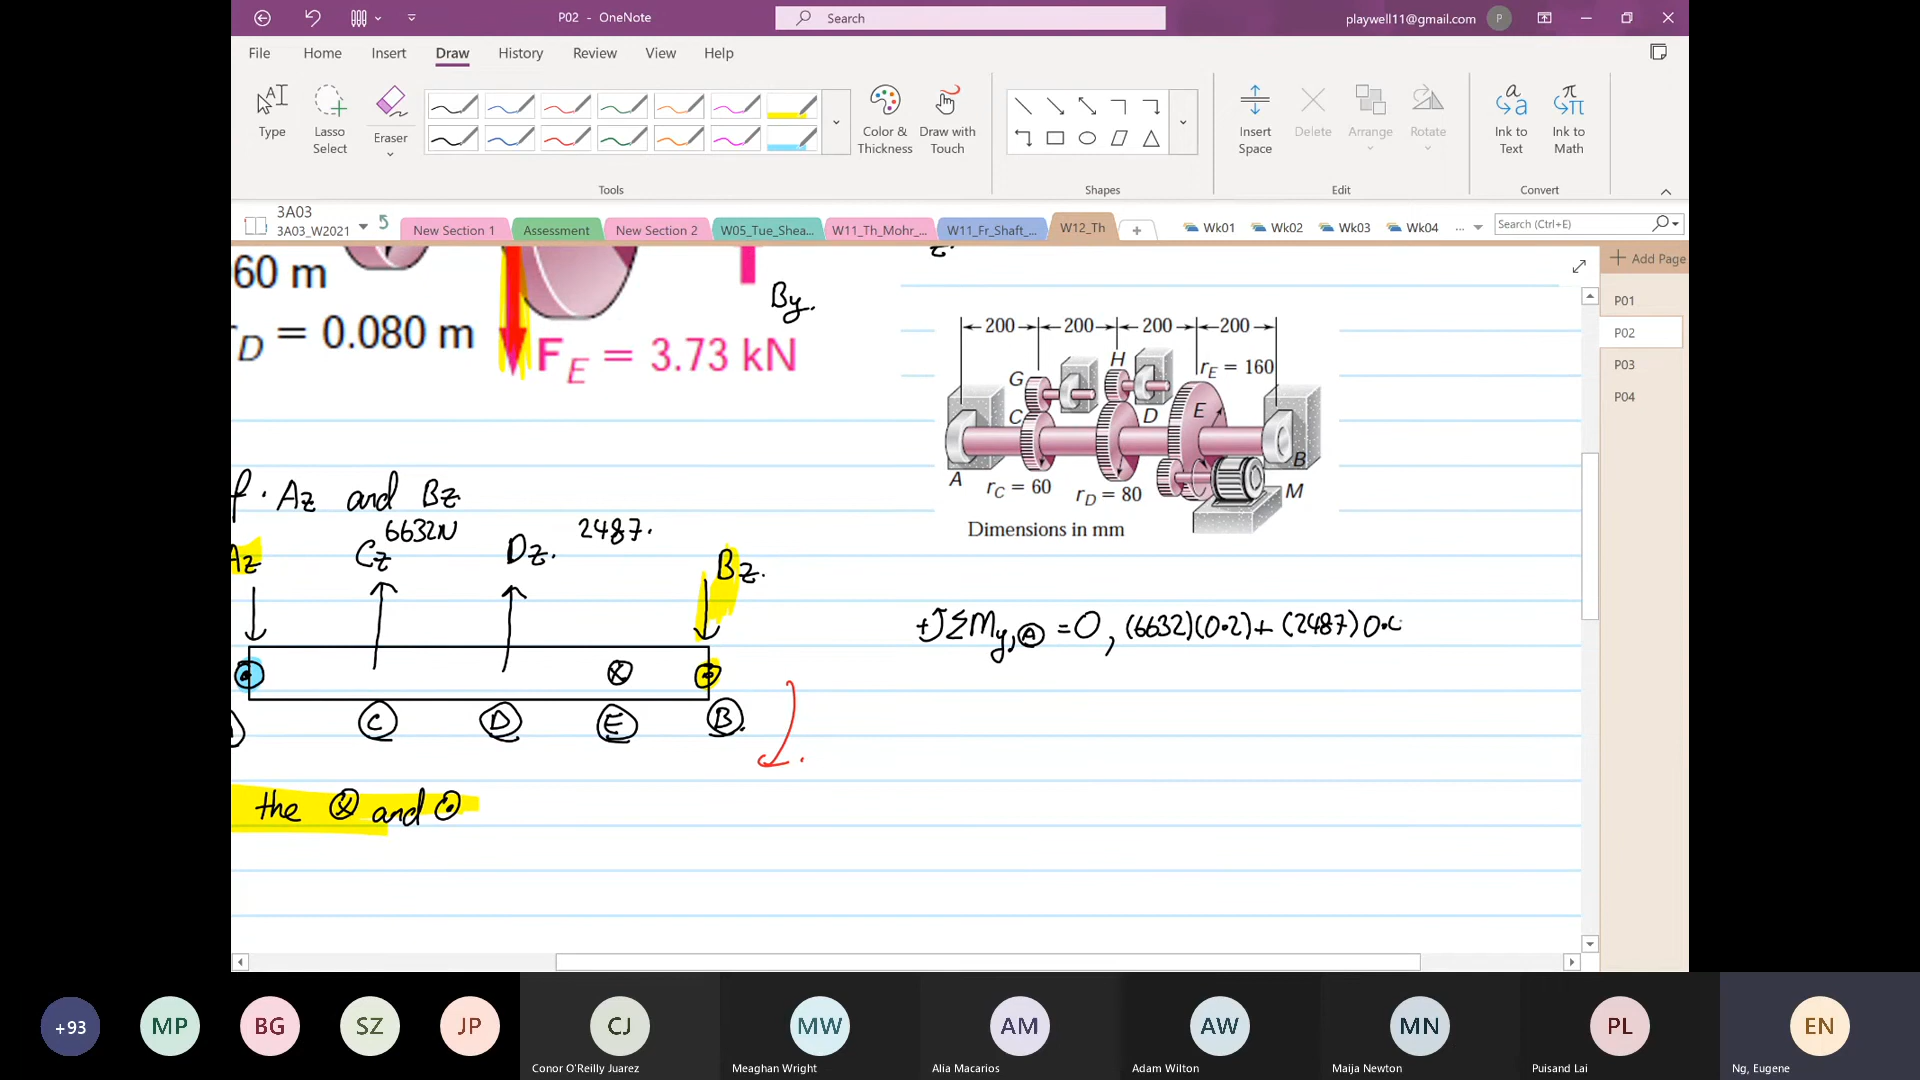 P02 - OneNote
Search
playwell11@gmail.com
P
File Home Insert Draw History Review View Help
Type
Lasso Select
Eraser
Color & Thickness
Draw with Touch
Insert Space
Delete
Arrange
Rotate
Ink to Text
Ink to Math
Tools
Shapes
Edit
Convert
3A03
3A03_W2021
New Section 1
Assessment
New Section 2
W05_Tue_Shea...
W11_Th_Mohr_...
W11_Fr_Shaft_...
W12_Th
Wk01
Wk02
Wk03
Wk04
...
Search (Ctrl+E)
Add Page
P01
P02
P03
P04
60 m
By.
rD = 0.080 m
FE = 3.73 kN
200 200 200 200
G
H
rE = 160
C
D
E
B
A
rC = 60
rD = 80
M
Dimensions in mm
f. Az and Bz
6632N
2487.
Az
Cz
Dz.
Bz.
C
D
E
B.
+ΣMy,A = 0, (6632)(0.2)+ (2487)0.
the ⊗ and ⊙
+93
MP
BG
SZ
JP
CJ
MW
AM
AW
MN
PL
EN
Conor O'Reilly Juarez
Meaghan Wright
Alia Macarios
Adam Wilton
Maija Newton
Puisand Lai
Ng, Eugene